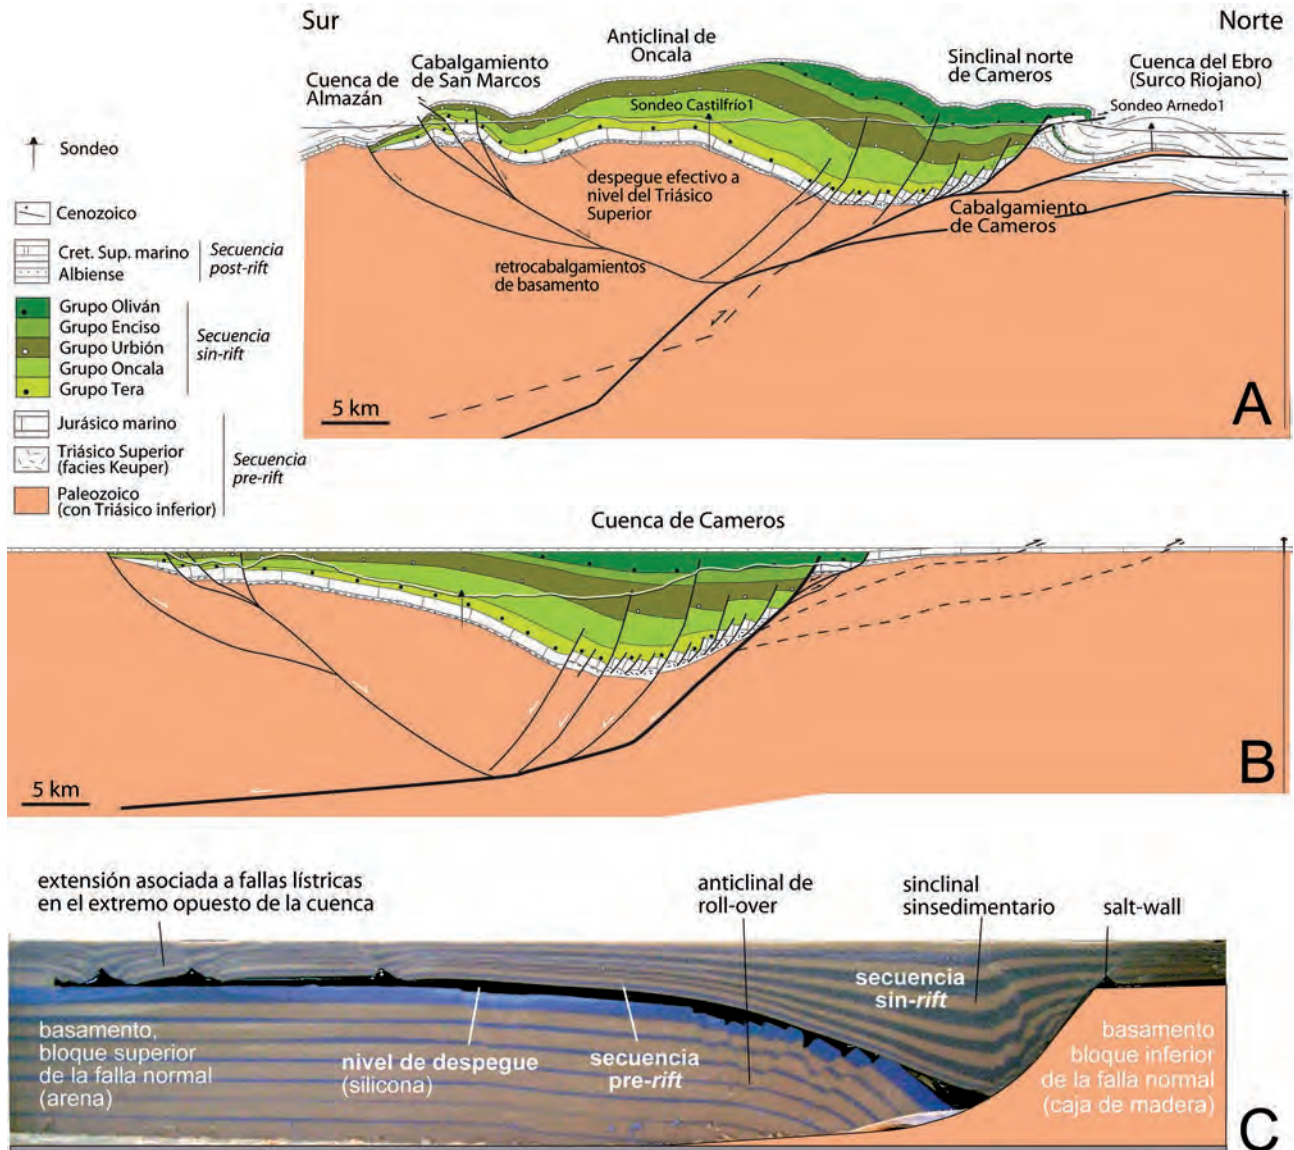 Sur
Norte
Anticlinal de
Oncala
Cabalgamiento
de San Marcos
Sinclinal norte
de Cameros
Cuenca del Ebro
(Surco Riojano)
Cuenca de
Almazán
Sondeo Castilfrío1
Sondeo Arnedo1
despegue efectivo a
nivel del Triásico
Superior
Cabalgamiento
de Cameros
retrocabalgamientos
de basamento
5 km
A
Sondeo
Cenozoico
Cret. Sup. marino
Albiense
Secuencia
post-rift
Grupo Oliván
Grupo Enciso
Grupo Urbión
Grupo Oncala
Grupo Tera
Secuencia
sin-rift
Jurásico marino
Triásico Superior
(facies Keuper)
Paleozoico
(con Triásico inferior)
Secuencia
pre-rift
Cuenca de Cameros
5 km
B
extensión asociada a fallas lístricas
en el extremo opuesto de la cuenca
anticlinal de
roll-over
sinclinal
sinsedimentario
salt-wall
secuencia
sin-rift
basamento,
bloque superior
de la falla normal
(arena)
nivel de despegue
(silicona)
secuencia
pre-rift
basamento
bloque inferior
de la falla normal
(caja de madera)
C